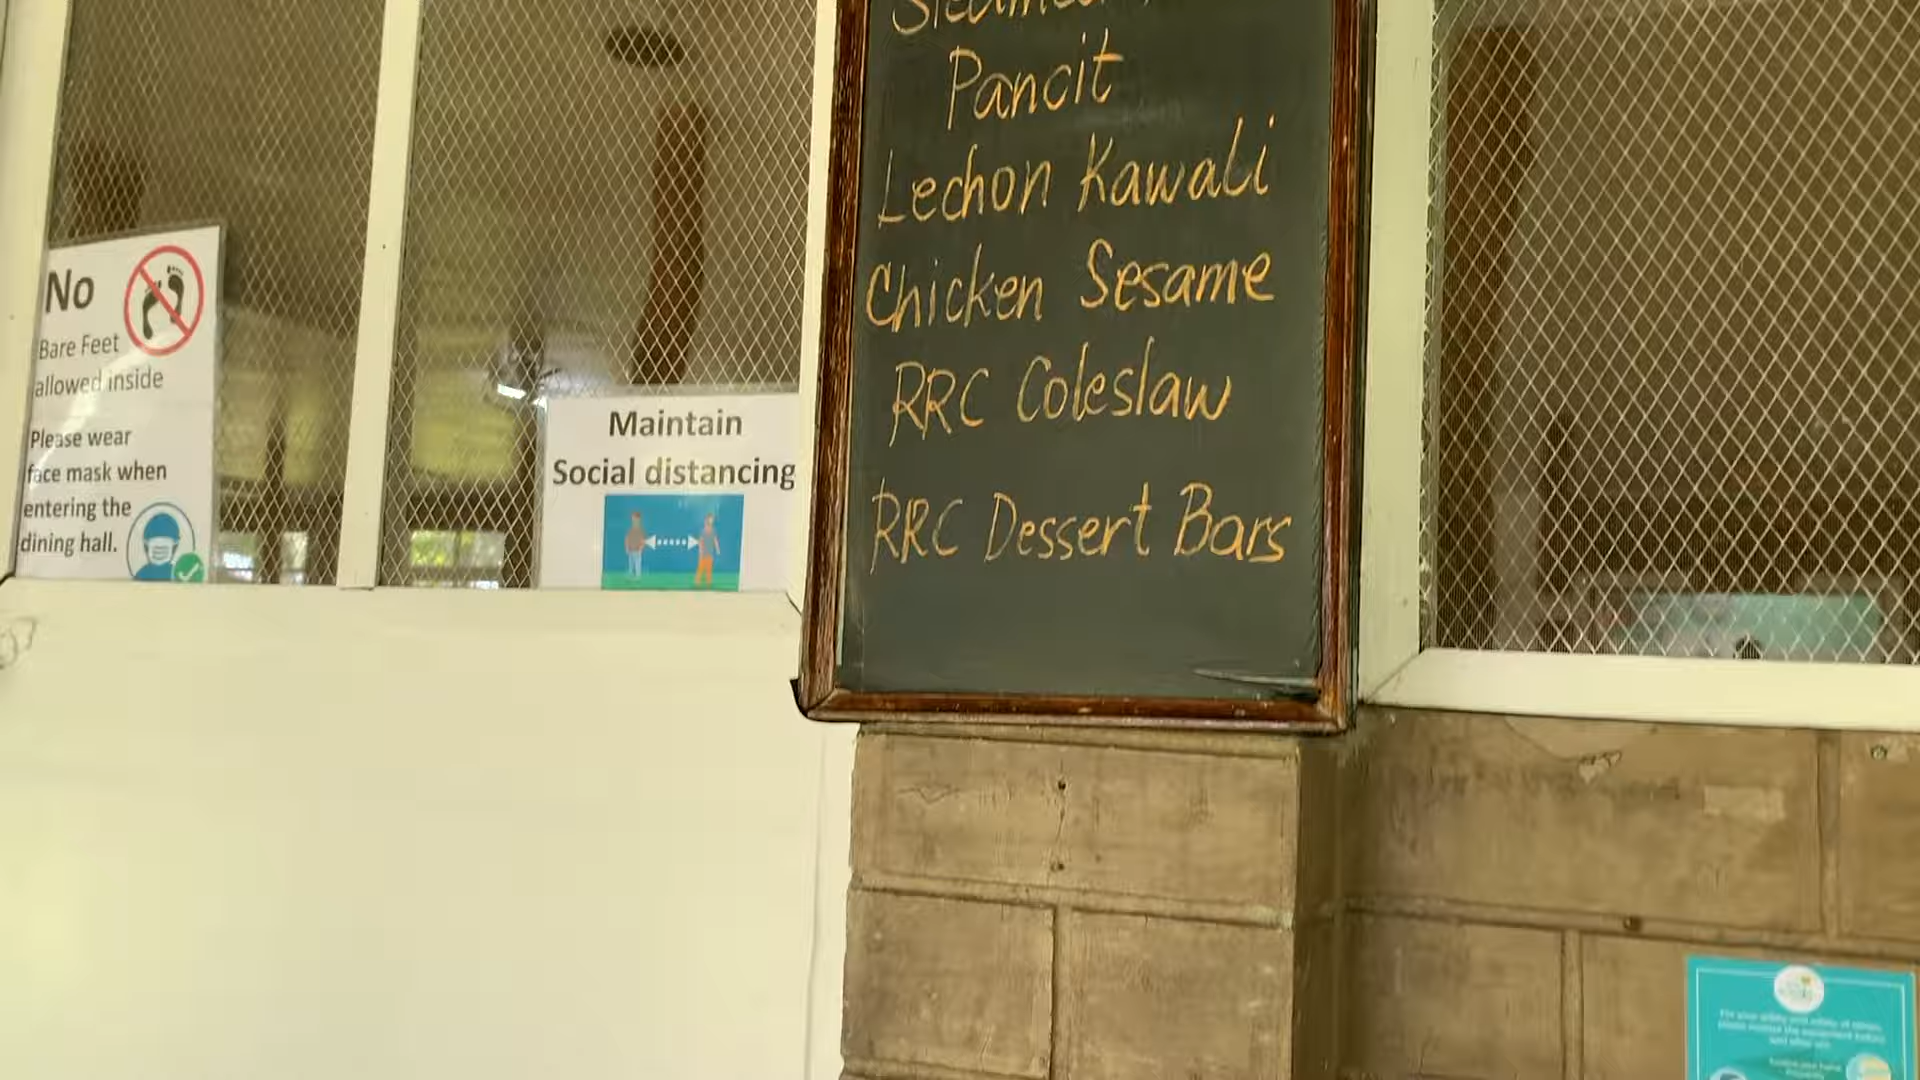 No
Bare Feet
allowed inside
Please wear
face mask when
entering the
dining hall.
Maintain
Social distancing
Pancit
Lechon Kawali
Chicken Sesame
RRC Coleslaw
RRC Dessert Bars